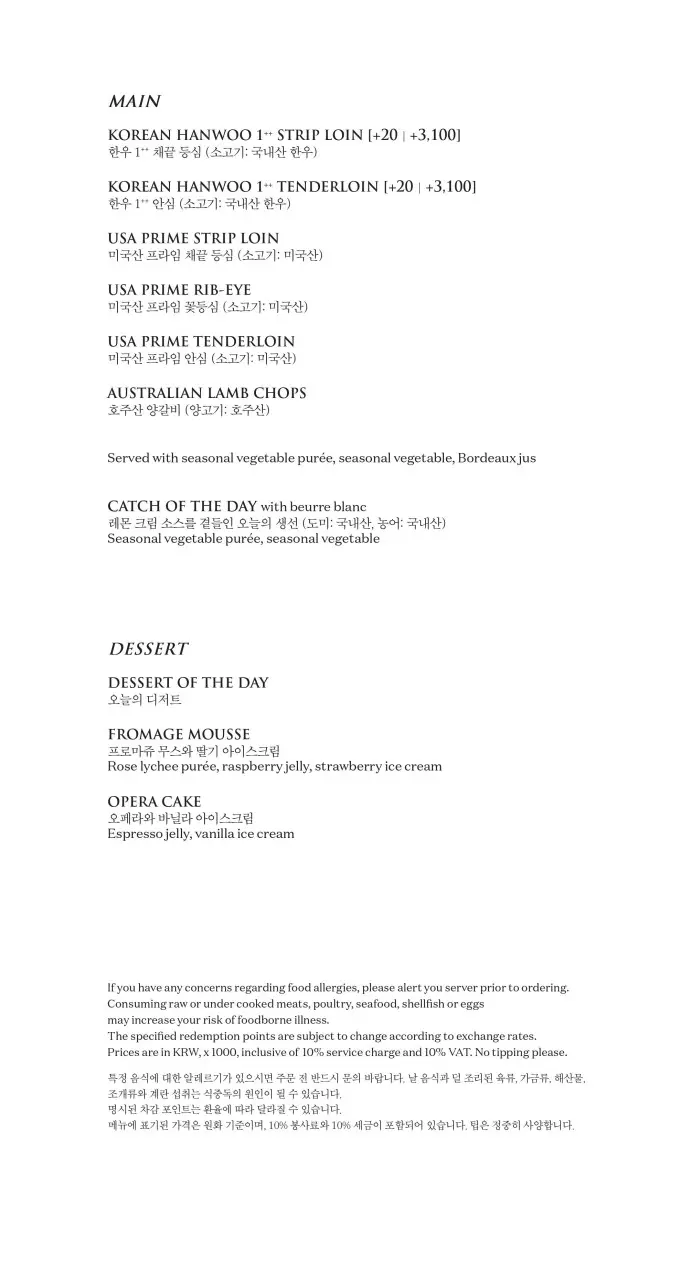 MAIN
KOREAN HANWOO 1++ STRIP LOIN [+20 | +3,100]
한우 1++ 채끝 등심 (소고기: 국내산 한우)
KOREAN HANWOO 1++ TENDERLOIN [+20 | +3,100]
한우 1++ 안심 (소고기: 국내산 한우)
USA PRIME STRIP LOIN
미국산 프라임 채끝 등심 (소고기: 미국산)
USA PRIME RIB-EYE
미국산 프라임 꽃등심 (소고기: 미국산)
USA PRIME TENDERLOIN
미국산 프라임 안심 (소고기: 미국산)
AUSTRALIAN LAMB CHOPS
호주산 양갈비 (양고기: 호주산)
Served with seasonal vegetable purée, seasonal vegetable, Bordeaux jus
CATCH OF THE DAY with beurre blanc
레몬 크림 소스를 곁들인 오늘의 생선 (도미: 국내산, 농어: 국내산)
Seasonal vegetable purée, seasonal vegetable
DESSERT
DESSERT OF THE DAY
오늘의 디저트
FROMAGE MOUSSE
프로마쥬 무스와 딸기 아이스크림
Rose lychee purée, raspberry jelly, strawberry ice cream
OPERA CAKE
오페라와 바닐라 아이스크림
Espresso jelly, vanilla ice cream
If you have any concerns regarding food allergies, please alert you server prior to ordering.
Consuming raw or under cooked meats, poultry, seafood, shellfish or eggs
may increase your risk of foodborne illness.
The specified redemption points are subject to change according to exchange rates.
Prices are in KRW, x 1000, inclusive of 10% service charge and 10% VAT. No tipping please.
특정 음식에 대한 알레르기가 있으시면 주문 전 반드시 문의 바랍니다. 날 음식과 덜 조리된 육류, 가금류, 해산물,
조개류와 계란 섭취는 식중독의 원인이 될 수 있습니다.
명시된 차감 포인트는 환율에 따라 달라질 수 있습니다.
메뉴에 표기된 가격은 원화 기준이며, 10% 봉사료와 10% 세금이 포함되어 있습니다. 팁은 정중히 사양합니다.